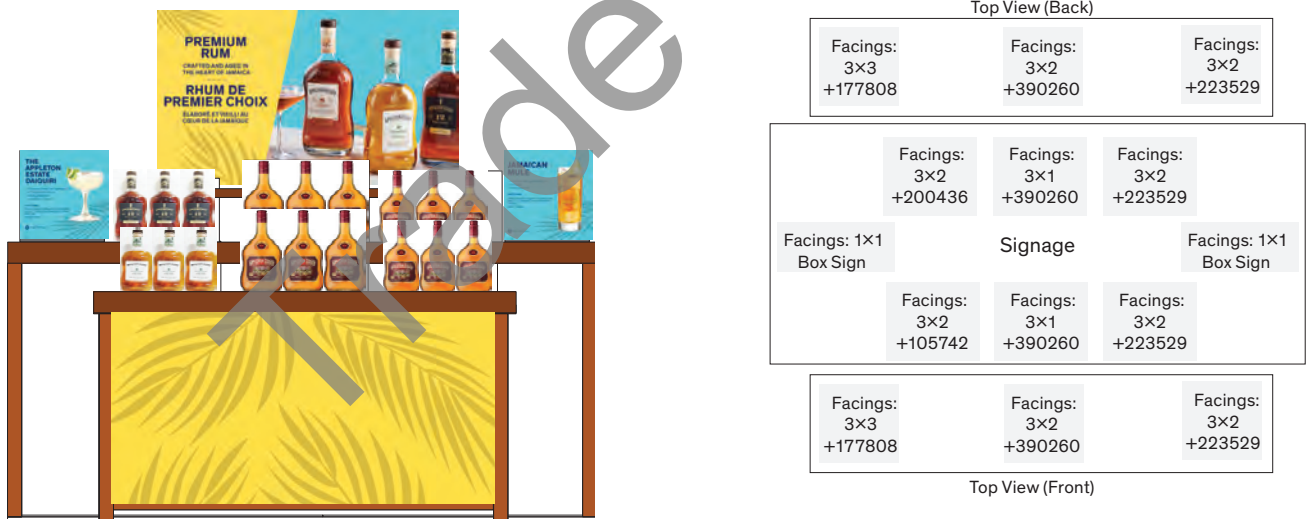 PREMIUM
RUM
CRAFTED AND AGED IN
THE HEART OF JAMAICA
RHUM DE
PREMIER CHOIX
ÉLABORÉ ET VIEILLI AU
CŒUR DE LA JAMAÏQUE
THE
APPLETON
ESTATE
DAIQUIRI
JAMAICAN
MULE
Trade
Top View (Back)
Facings:
3×3
+177808
Facings:
3×2
+390260
Facings:
3×2
+223529
Facings:
3×2
+200436
Facings:
3×1
+390260
Facings:
3×2
+223529
Facings: 1×1
Box Sign
Signage
Facings: 1×1
Box Sign
Facings:
3×2
+105742
Facings:
3×1
+390260
Facings:
3×2
+223529
Facings:
3×3
+177808
Facings:
3×2
+390260
Facings:
3×2
+223529
Top View (Front)